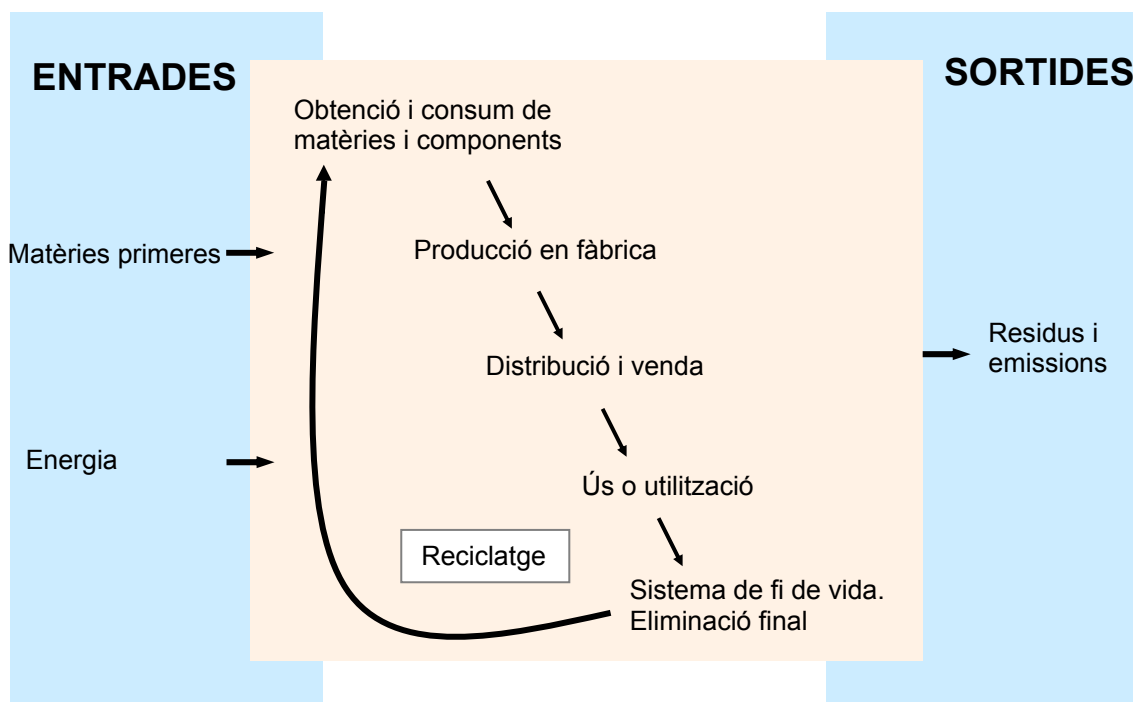 ENTRADES
SORTIDES
Obtenció i consum de
matèries i components
Matèries primeres
Producció en fàbrica
Distribució i venda
Residus i
emissions
Energia
Ús o utilització
Reciclatge
Sistema de fi de vida.
Eliminació final